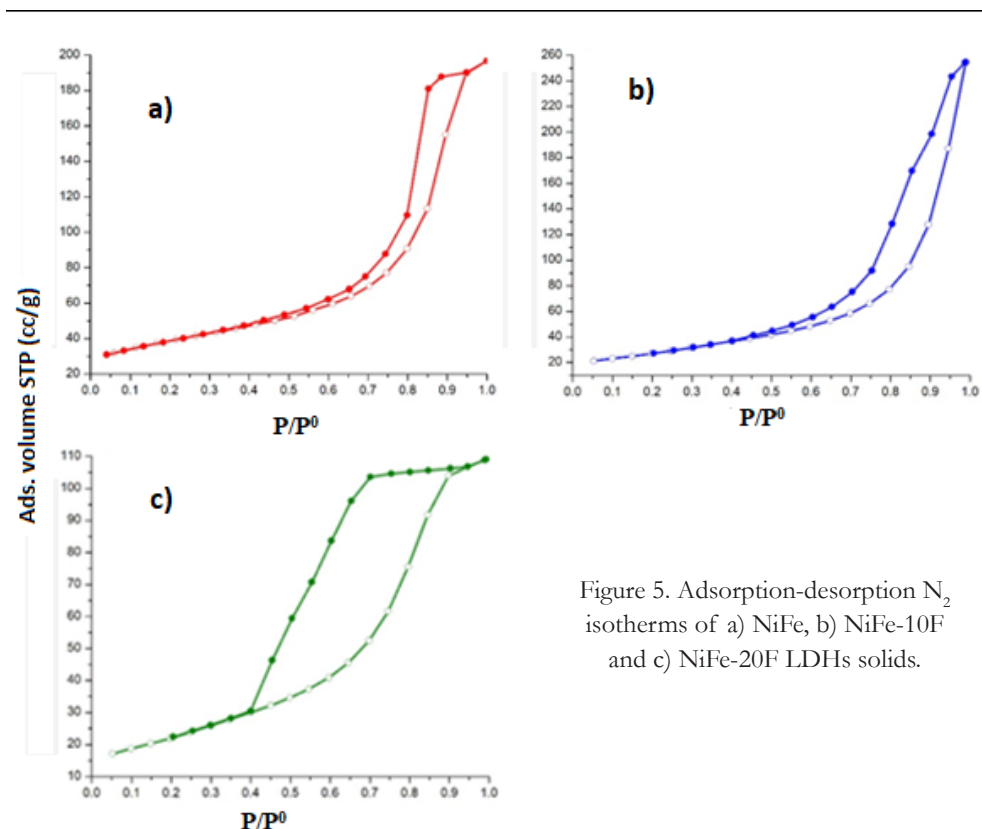 a)
200
180
160
140
120
100
80
60
40
20
0.0 0.1 0.2 0.3 0.4 0.5 0.6 0.7 0.8 0.9 1.0
P/P⁰
b)
260
240
220
200
180
160
140
120
100
80
60
40
20
0.0 0.1 0.2 0.3 0.4 0.5 0.6 0.7 0.8 0.9 1.0
P/P⁰
Ads. volume STP (cc/g)
c)
110
100
90
80
70
60
50
40
30
20
10
0.0 0.1 0.2 0.3 0.4 0.5 0.6 0.7 0.8 0.9 1.0
P/P⁰
Figure 5. Adsorption-desorption N₂
isotherms of a) NiFe, b) NiFe-10F
and c) NiFe-20F LDHs solids.